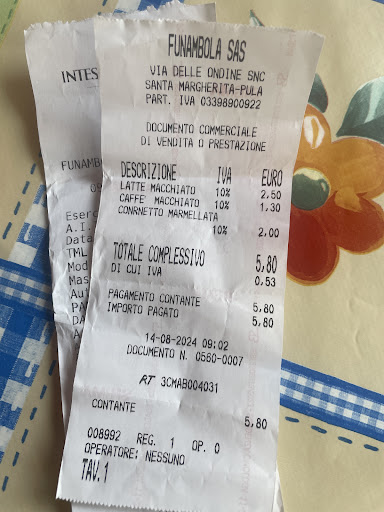 INTES
FUNAMBO
Eserc
A.I.
Data
TML
Mod
Mas
Au
PA
DA
A
FUNAMBOLA SAS
VIA DELLE ONDINE SNC
SANTA MARGHERITA-PULA
PART. IVA 03398900922
DOCUMENTO COMMERCIALE
DI VENDITA O PRESTAZIONE
DESCRIZIONE IVA EURO
LATTE MACCHIATO 10% 2,50
CAFFE' MACCHIATO 10% 1,30
CONRNETTO MARMELLATA
10% 2,00
TOTALE COMPLESSIVO 5,80
DI CUI IVA 0,53
PAGAMENTO CONTANTE 5,80
IMPORTO PAGATO 5,80
14-08-2024 09:02
DOCUMENTO N. 0560-0007
RT 3CMAB004031
CONTANTE 5,80
008992 REG. 1 OP. 0
OPERATORE: NESSUNO
TAV.1